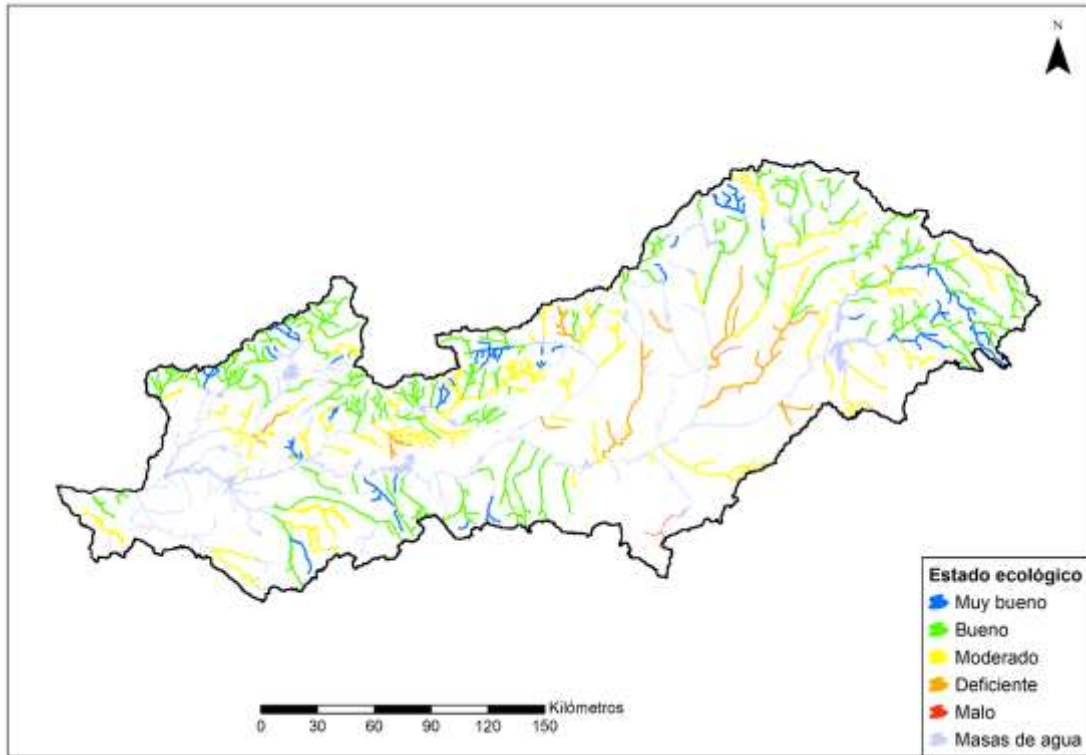 N
Estado ecológico
Muy bueno
Bueno
Moderado
Deficiente
Malo
Masas de agua
Kilómetros
0 30 60 90 120 150